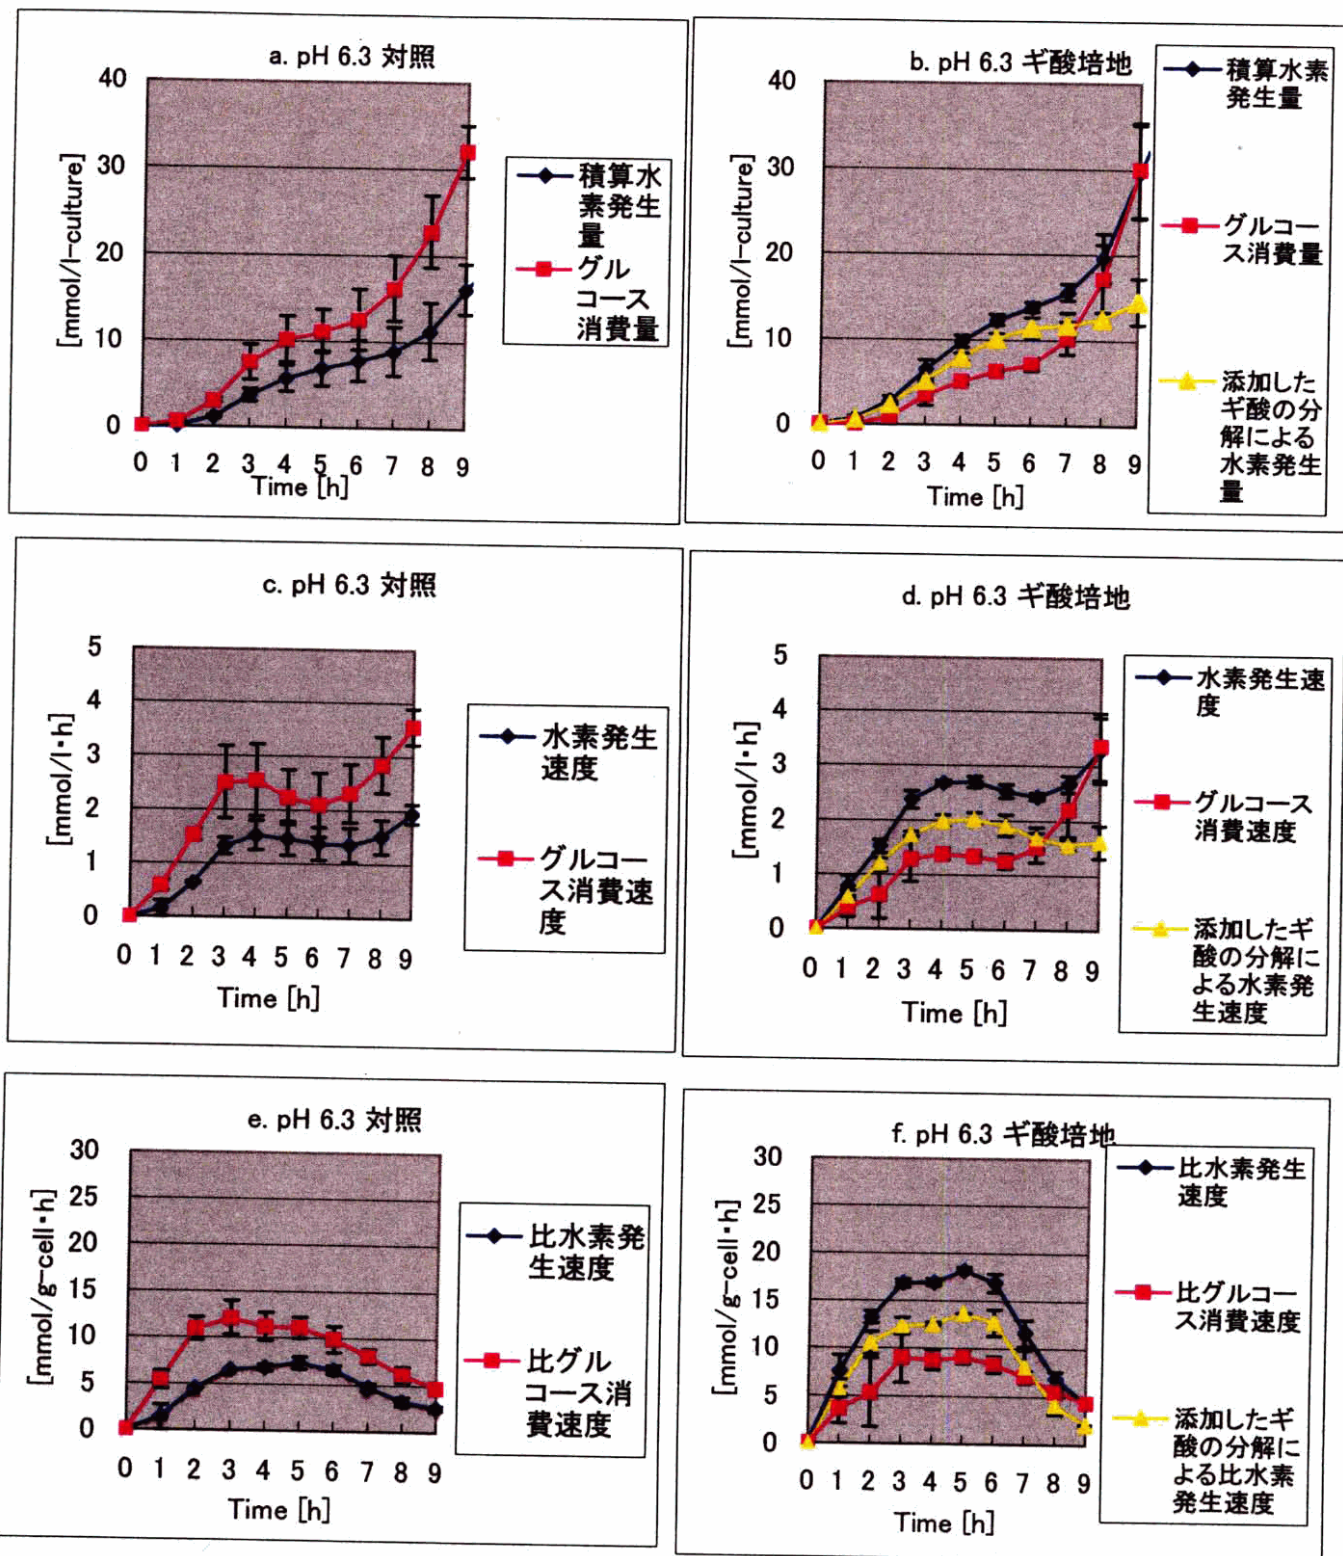 a. pH 6.3 対照
40
30
20
10
0
[mmol/l-culture]
0 1 2 3 4 5 6 7 8 9
Time [h]
積算水
素発生
量
グル
コース
消費量
b. pH 6.3 ギ酸培地
40
30
20
10
0
[mmol/l-culture]
0 1 2 3 4 5 6 7 8 9
Time [h]
積算水素
発生量
グルコー
ス消費量
添加した
ギ酸の分
解による
水素発生
量
c. pH 6.3 対照
5
4
3
2
1
0
[mmol/l・h]
0 1 2 3 4 5 6 7 8 9
Time [h]
水素発生
速度
グルコー
ス消費速
度
d. pH 6.3 ギ酸培地
5
4
3
2
1
0
[mmol/l・h]
0 1 2 3 4 5 6 7 8 9
Time [h]
水素発生速
度
グルコース
消費速度
添加したギ
酸の分解に
よる水素発
生速度
e. pH 6.3 対照
30
25
20
15
10
5
0
[mmol/g-cell・h]
0 1 2 3 4 5 6 7 8 9
Time [h]
比水素発
生速度
比グル
コース消
費速度
f. pH 6.3 ギ酸培地
30
25
20
15
10
5
0
[mmol/g-cell・h]
0 1 2 3 4 5 6 7 8 9
Time [h]
比水素発生
速度
比グルコー
ス消費速度
添加したギ
酸の分解に
よる比水素
発生速度